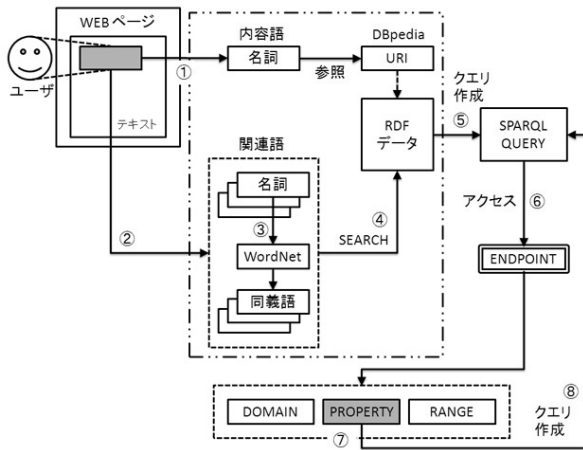 WEB ページ
ユーザ
テキスト
①
内容語
名詞
参照
DBpedia
URI
RDF
データ
クエリ
作成
⑤
SPARQL
QUERY
関連語
名詞
②
③
WordNet
同義語
④
SEARCH
アクセス
⑥
ENDPOINT
DOMAIN
PROPERTY
RANGE
⑦
⑧
クエリ
作成